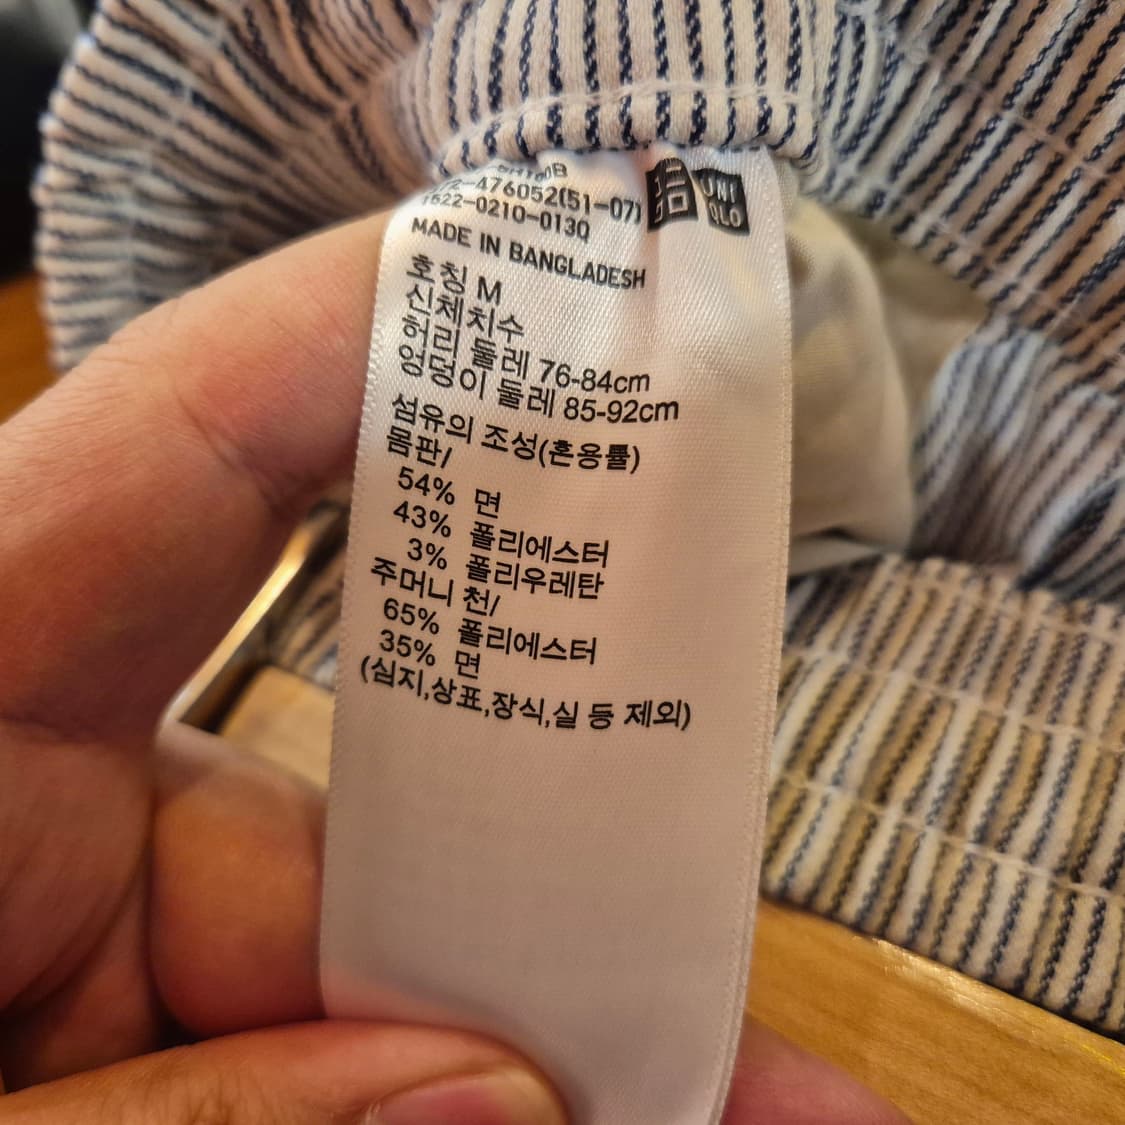 476052(51-07)
1622-0210-013Q
UNI
QLO
MADE IN BANGLADESH
호칭 M
신체치수
허리 둘레 76-84cm
엉덩이 둘레 85-92cm
섬유의 조성(혼용률)
몸판/
54% 면
43% 폴리에스터
3% 폴리우레탄
주머니 천/
65% 폴리에스터
35% 면
(심지,상표,장식,실 등 제외)